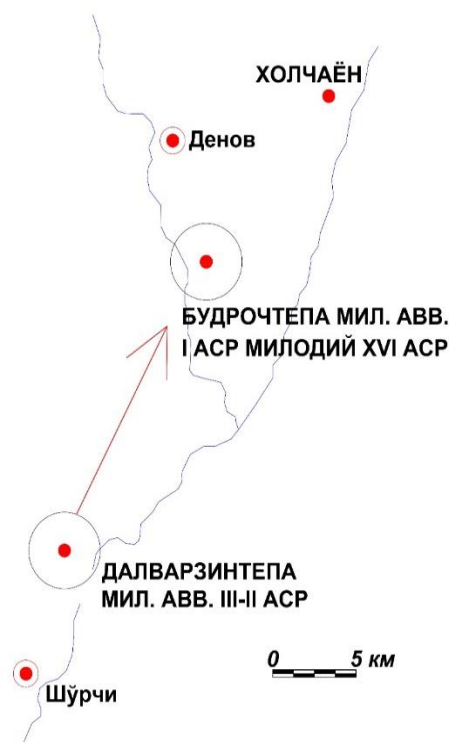 ХОЛЧАЁН
Денов
БУДРОЧТЕПА МИЛ. АВВ.
I АСР МИЛОДИЙ XVI АСР
ДАЛВАРЗИНТЕПА
МИЛ. АВВ. III-II АСР
0 5 км
Шўрчи